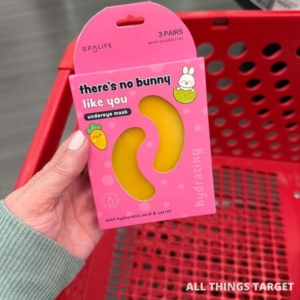 SPALIFE
3 PAIRS
there's no bunny
like you
undereye mask
hydrating
with hyaluronic acid & carrot
ALL THINGS TARGET